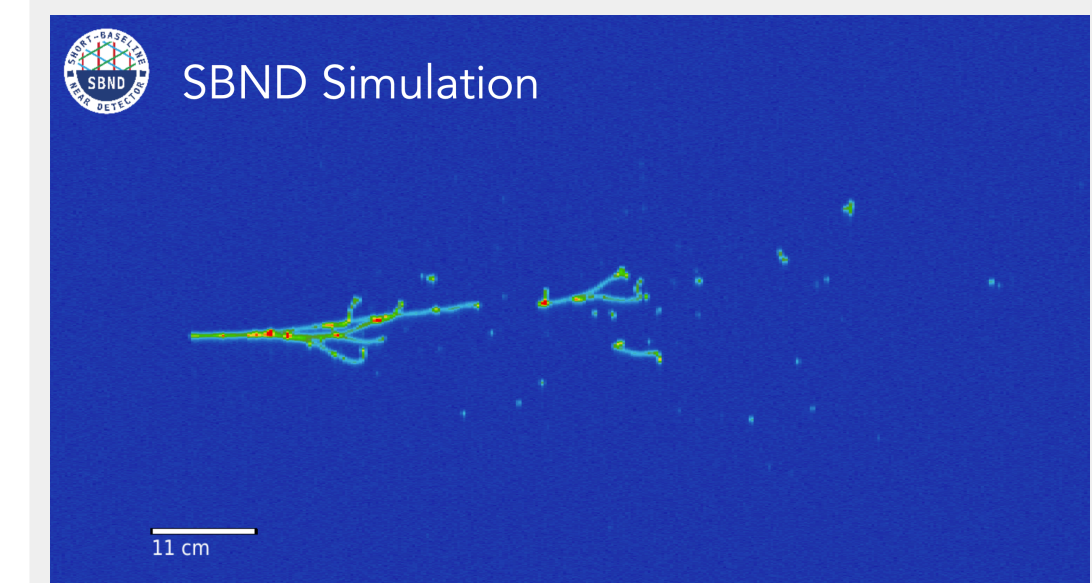 SHORT-BASELINE
SBND
NEAR DETECTOR
SBND Simulation
11 cm